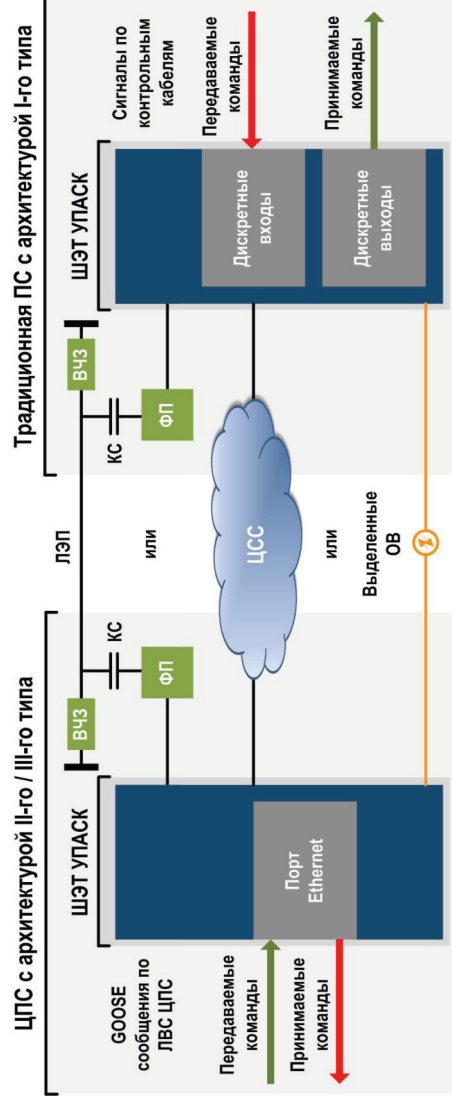 ЦПС с архитектурой II-го / III-го типа
Традиционная ПС с архитектурой I-го типа
ШЭТ УПАСК
GOOSE
сообщения по
ЛВС ЦПС
Передаваемые
команды
Принимаемые
команды
Порт
Ethernet
ВЧЗ
КС
ФП
ЛЭП
или
ЦСС
или
Выделенные
ОВ
ВЧЗ
КС
ФП
ШЭТ УПАСК
Дискретные
входы
Дискретные
выходы
Сигналы по
контрольным
кабелям
Передаваемые
команды
Принимаемые
команды